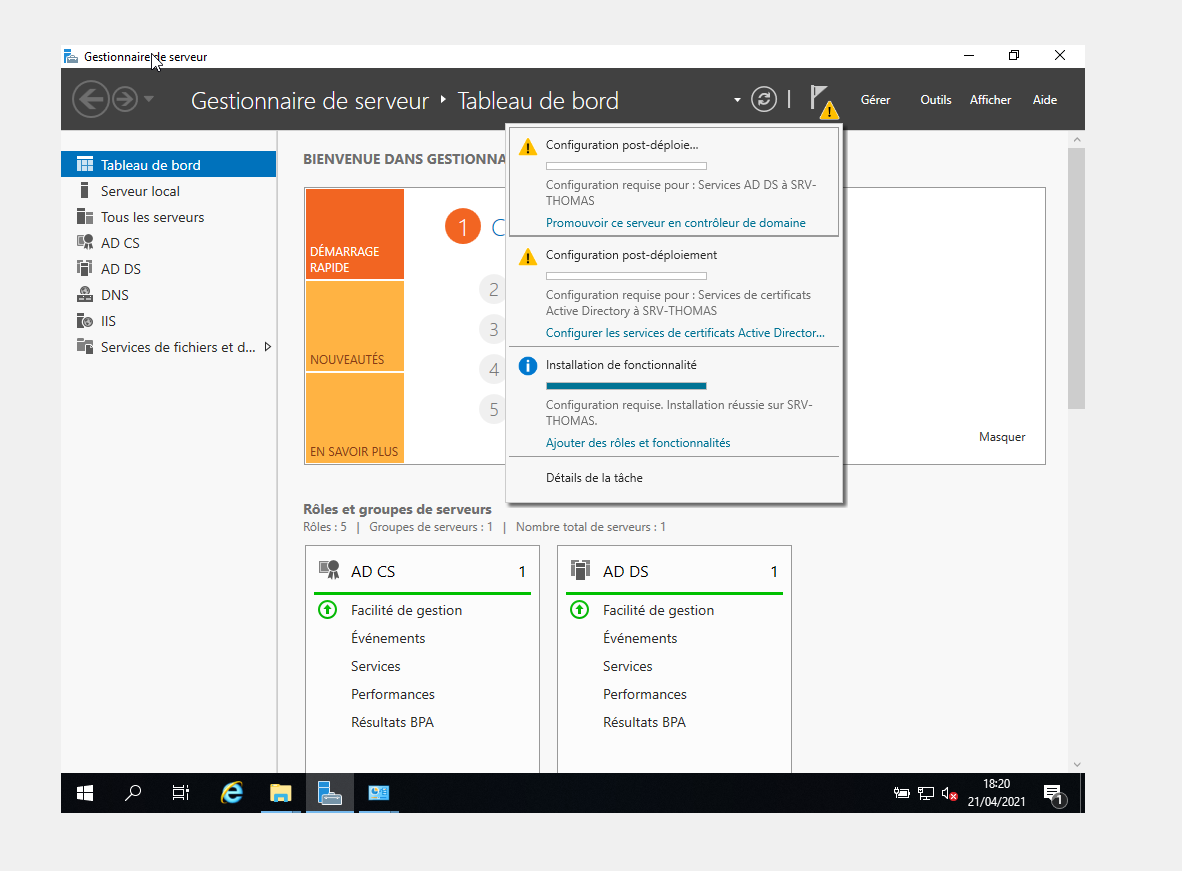 Gestionnaire de serveur
Gestionnaire de serveur Tableau de bord
Gérer
Outils
Afficher
Aide
Tableau de bord
Serveur local
Tous les serveurs
AD CS
AD DS
DNS
IIS
Services de fichiers et d...
BIENVENUE DANS GESTIONNA
DÉMARRAGE
RAPIDE
NOUVEAUTÉS
EN SAVOIR PLUS
1 C
2
3
4
5
Configuration post-déploie...
Configuration requise pour : Services AD DS à SRV-
THOMAS
Promouvoir ce serveur en contrôleur de domaine
Configuration post-déploiement
Configuration requise pour : Services de certificats
Active Directory à SRV-THOMAS
Configurer les services de certificats Active Director...
Installation de fonctionnalité
Configuration requise. Installation réussie sur SRV-
THOMAS.
Ajouter des rôles et fonctionnalités
Détails de la tâche
Masquer
Rôles et groupes de serveurs
Rôles : 5 | Groupes de serveurs : 1 | Nombre total de serveurs : 1
AD CS 1
Facilité de gestion
Événements
Services
Performances
Résultats BPA
AD DS 1
Facilité de gestion
Événements
Services
Performances
Résultats BPA
18:20
21/04/2021
1